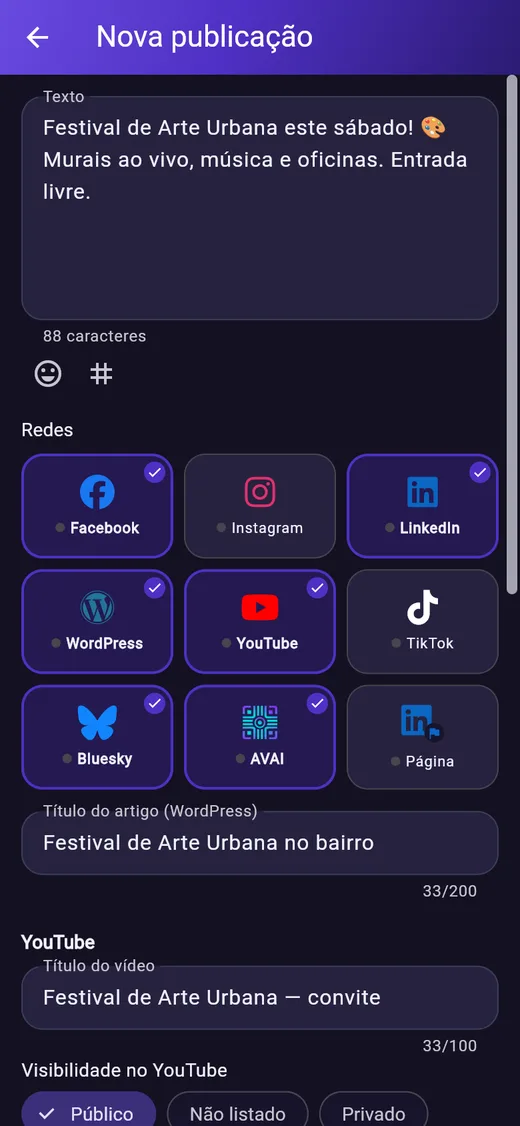 Nova publicação
Texto
Festival de Arte Urbana este sábado! 🎨
Murais ao vivo, música e oficinas. Entrada
livre.
88 caracteres
Redes
Facebook
Instagram
LinkedIn
WordPress
YouTube
TikTok
Bluesky
AVAI
Página
Título do artigo (WordPress)
Festival de Arte Urbana no bairro
33/200
YouTube
Título do vídeo
Festival de Arte Urbana — convite
33/100
Visibilidade no YouTube
Público
Não listado
Privado